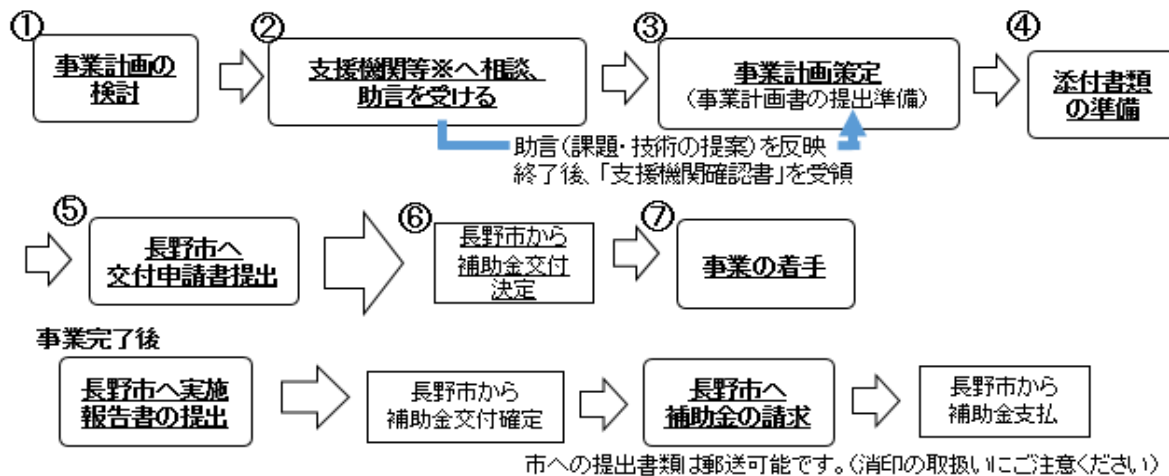 ①
事業計画の
検討
②
支援機関等※へ相談、
助言を受ける
③
事業計画策定
(事業計画書の提出準備)
④
添付書類
の準備
助言(課題・技術の提案)を反映
終了後、「支援機関確認書」を受領
⑤
長野市へ
交付申請書提出
⑥
長野市から
補助金交付
決定
⑦
事業の着手
事業完了後
長野市へ実施
報告書の提出
長野市から
補助金交付確定
長野市へ
補助金の請求
長野市から
補助金支払
市への提出書類は郵送可能です。(消印の取扱いにご注意ください)